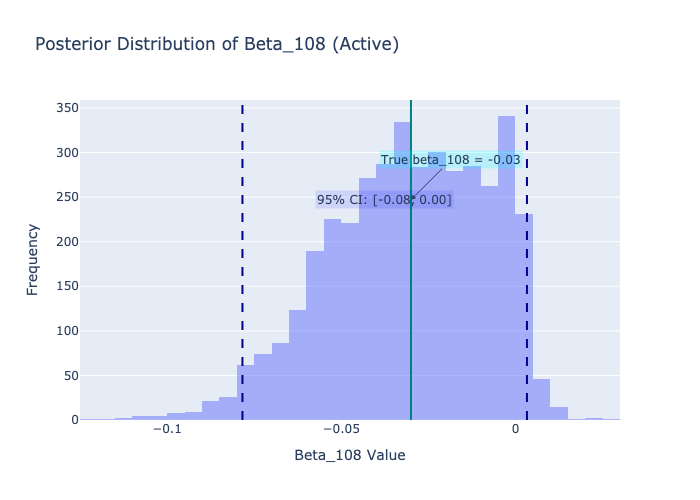 Posterior Distribution of Beta_108 (Active)
350
300
250
200
150
100
50
0
Frequency
True beta_108 = -0.03
95% CI: [-0.08, 0.00]
−0.1
−0.05
0
Beta_108 Value